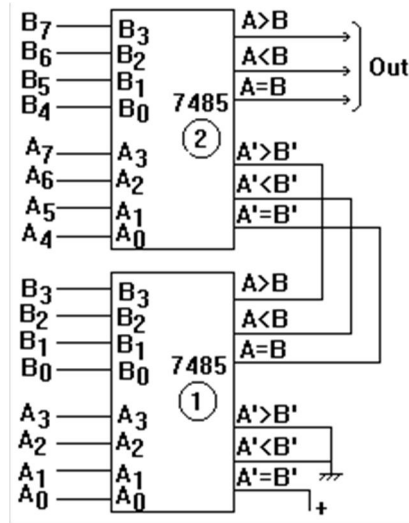 B7 B3 A>B
B6 B2 A<B
B5 B1 A=B Out
B4 B0 7485
2
A7 A3 A'>B'
A6 A2 A'<B'
A5 A1 A'=B'
A4 A0
B3 B3 A>B
B2 B2 A<B
B1 B1 A=B
B0 B0 7485
1
A3 A3 A'>B'
A2 A2 A'<B'
A1 A1 A'=B'
A0 A0 +